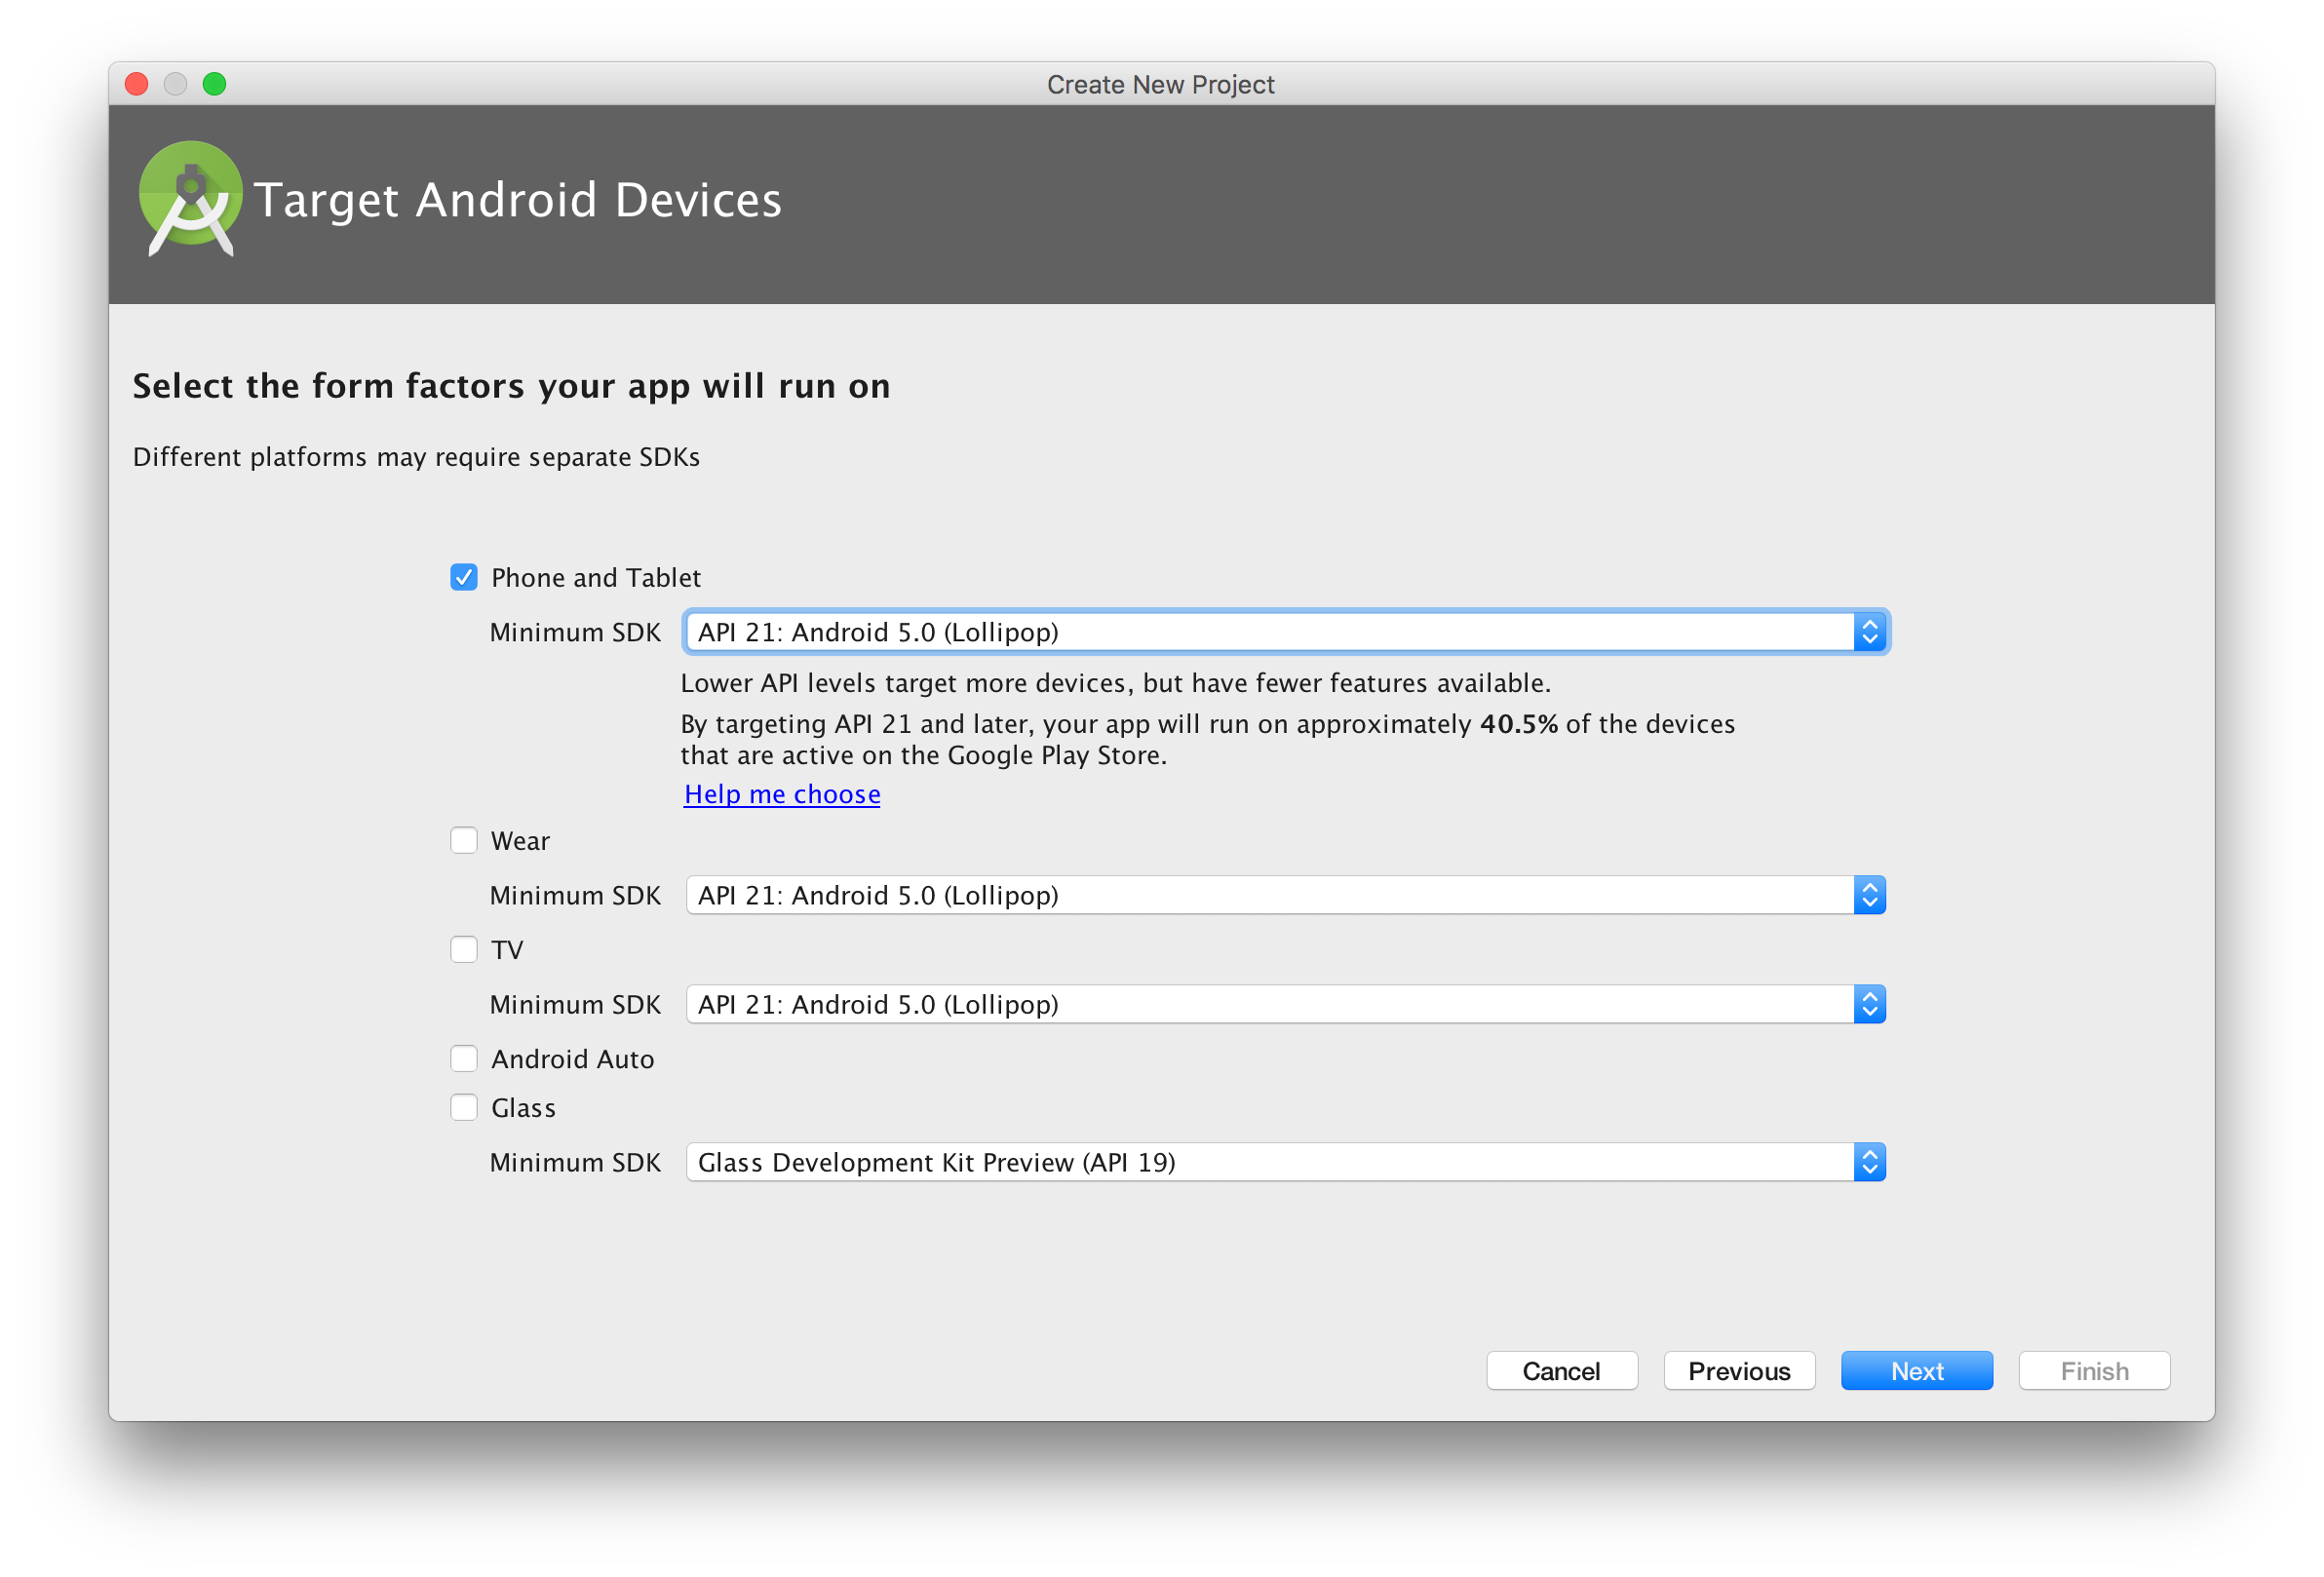 Create New Project
Target Android Devices
Select the form factors your app will run on
Different platforms may require separate SDKs
Phone and Tablet
Minimum SDK API 21: Android 5.0 (Lollipop)
Lower API levels target more devices, but have fewer features available.
By targeting API 21 and later, your app will run on approximately 40.5% of the devices
that are active on the Google Play Store.
Help me choose
Wear
Minimum SDK API 21: Android 5.0 (Lollipop)
TV
Minimum SDK API 21: Android 5.0 (Lollipop)
Android Auto
Glass
Minimum SDK Glass Development Kit Preview (API 19)
Cancel Previous Next Finish